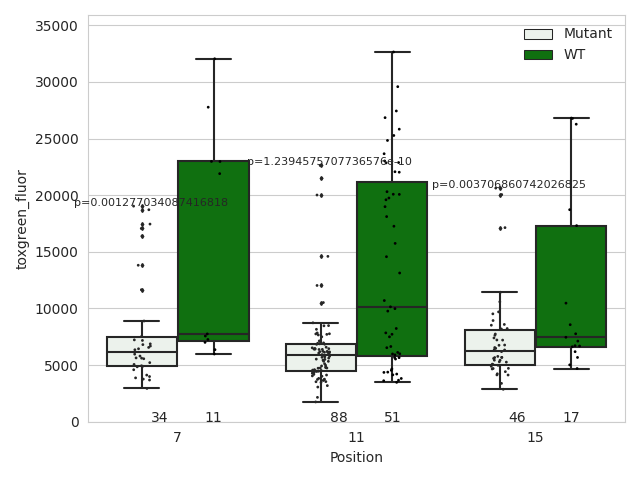 35000
Mutant
WT
30000
25000
p=1.2394575707736576e-10
p=0.003706860742026825
20000
p=0.001277034087416818
15000
10000
5000
0
34 11 88 51 46 17
7 11 15
Position
toxgreen_fluor